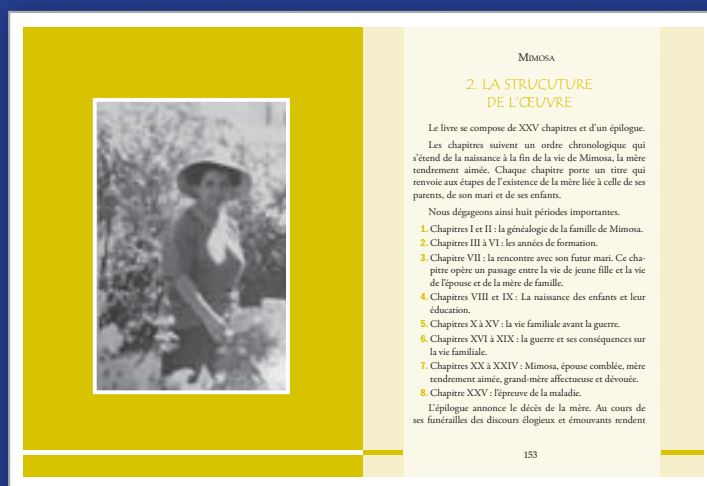 Mimosa
2. LA STRUCUTURE
DE L'ŒUVRE
Le livre se compose de XXV chapitres et d'un épilogue.
Les chapitres suivent un ordre chronologique qui
s'étend de la naissance à la fin de la vie de Mimosa, la mère
tendrement aimée. Chaque chapitre porte un titre qui
renvoie aux étapes de l'existence de la mère liée à celle de ses
parents, de son mari et de ses enfants.
Nous dégageons ainsi huit périodes importantes.
1. Chapitres I et II : la généalogie de la famille de Mimosa.
2. Chapitres III à VI : les années de formation.
3. Chapitre VII : la rencontre avec son futur mari. Ce cha-
pitre opère un passage entre la vie de jeune fille et la vie
de l'épouse et de la mère de famille.
4. Chapitres VIII et IX : La naissance des enfants et leur
éducation.
5. Chapitres X à XV : la vie familiale avant la guerre.
6. Chapitres XVI à XIX : la guerre et ses conséquences sur
la vie familiale.
7. Chapitres XX à XXIV : Mimosa, épouse comblée, mère
tendrement aimée, grand-mère affectueuse et dévouée.
8. Chapitre XXV : l'épreuve de la maladie.
L'épilogue annonce le décès de la mère. Au cours de
ses funérailles des discours élogieux et émouvants rendent
153